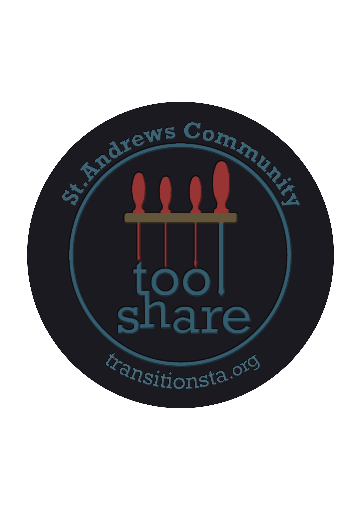 St. Andrews Community
tool
share
transitionsta.org